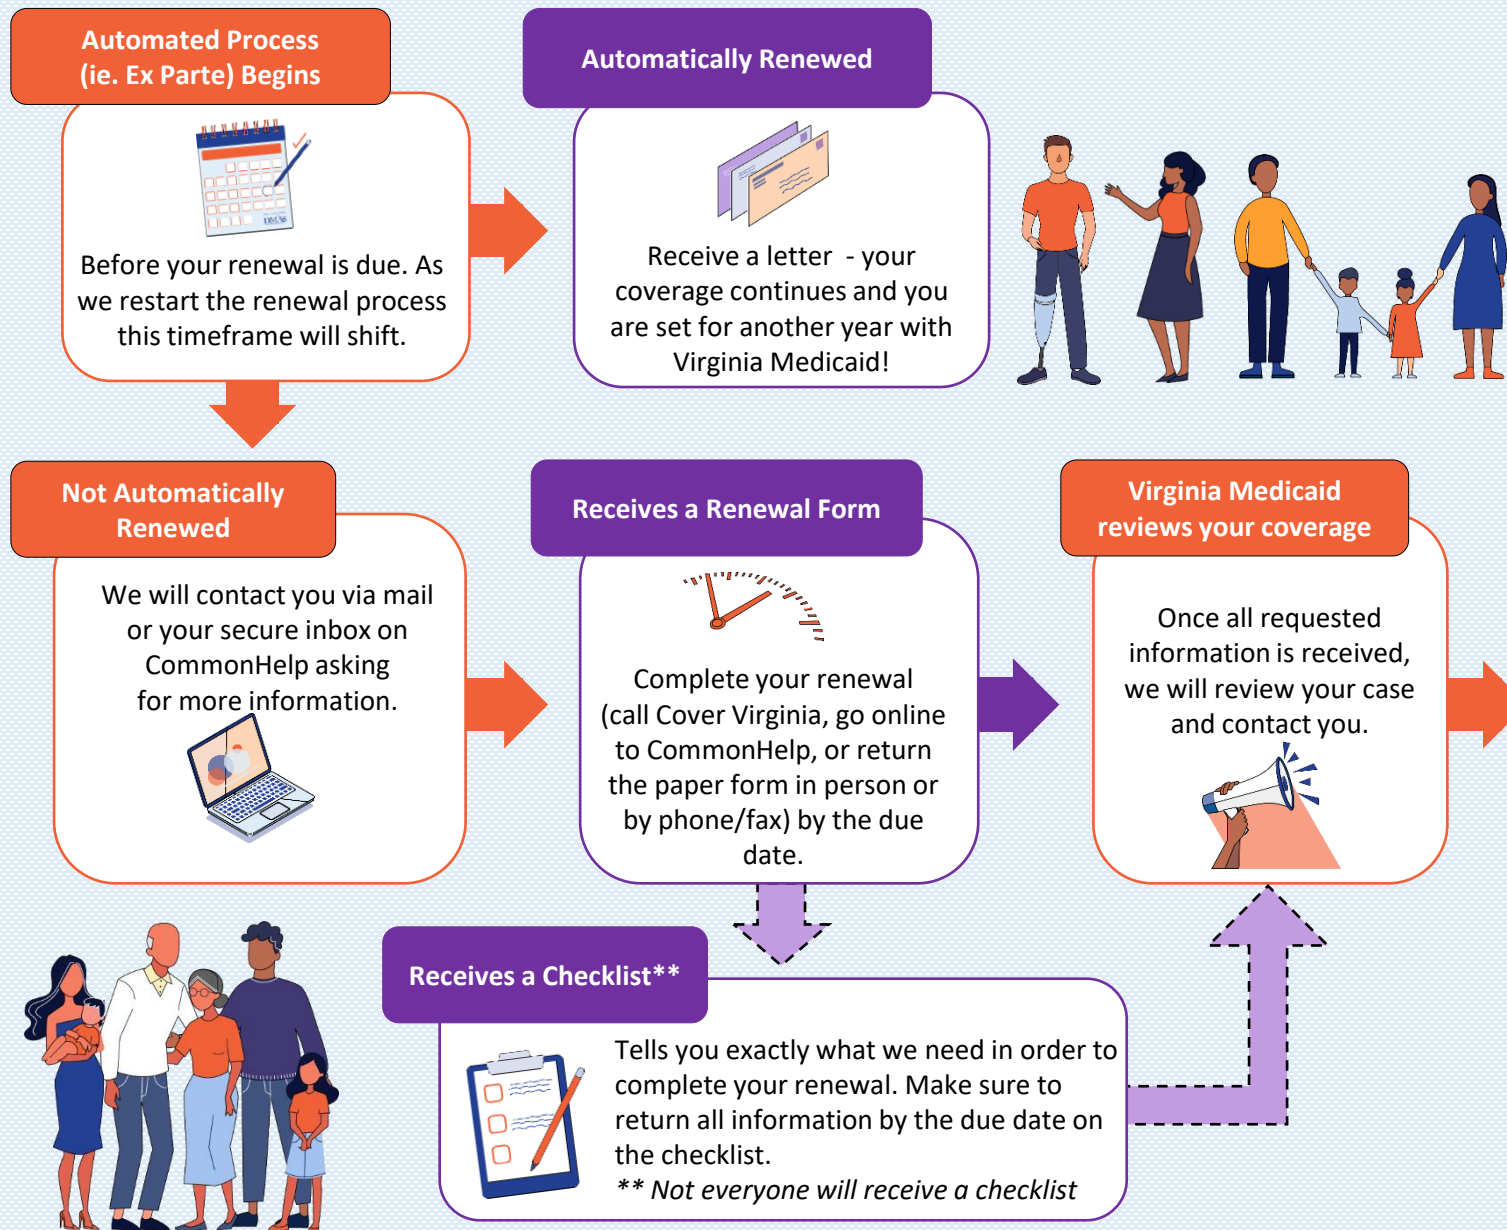 Automated Process
(ie. Ex Parte) Begins
Before your renewal is due. As
we restart the renewal process
this timeframe will shift.
Automatically Renewed
Receive a letter - your
coverage continues and you
are set for another year with
Virginia Medicaid!
Not Automatically
Renewed
We will contact you via mail
or your secure inbox on
CommonHelp asking
for more information.
Receives a Renewal Form
Complete your renewal
(call Cover Virginia, go online
to CommonHelp, or return
the paper form in person or
by phone/fax) by the due
date.
Virginia Medicaid
reviews your coverage
Once all requested
information is received,
we will review your case
and contact you.
Receives a Checklist**
Tells you exactly what we need in order to
complete your renewal. Make sure to
return all information by the due date on
the checklist.
** Not everyone will receive a checklist